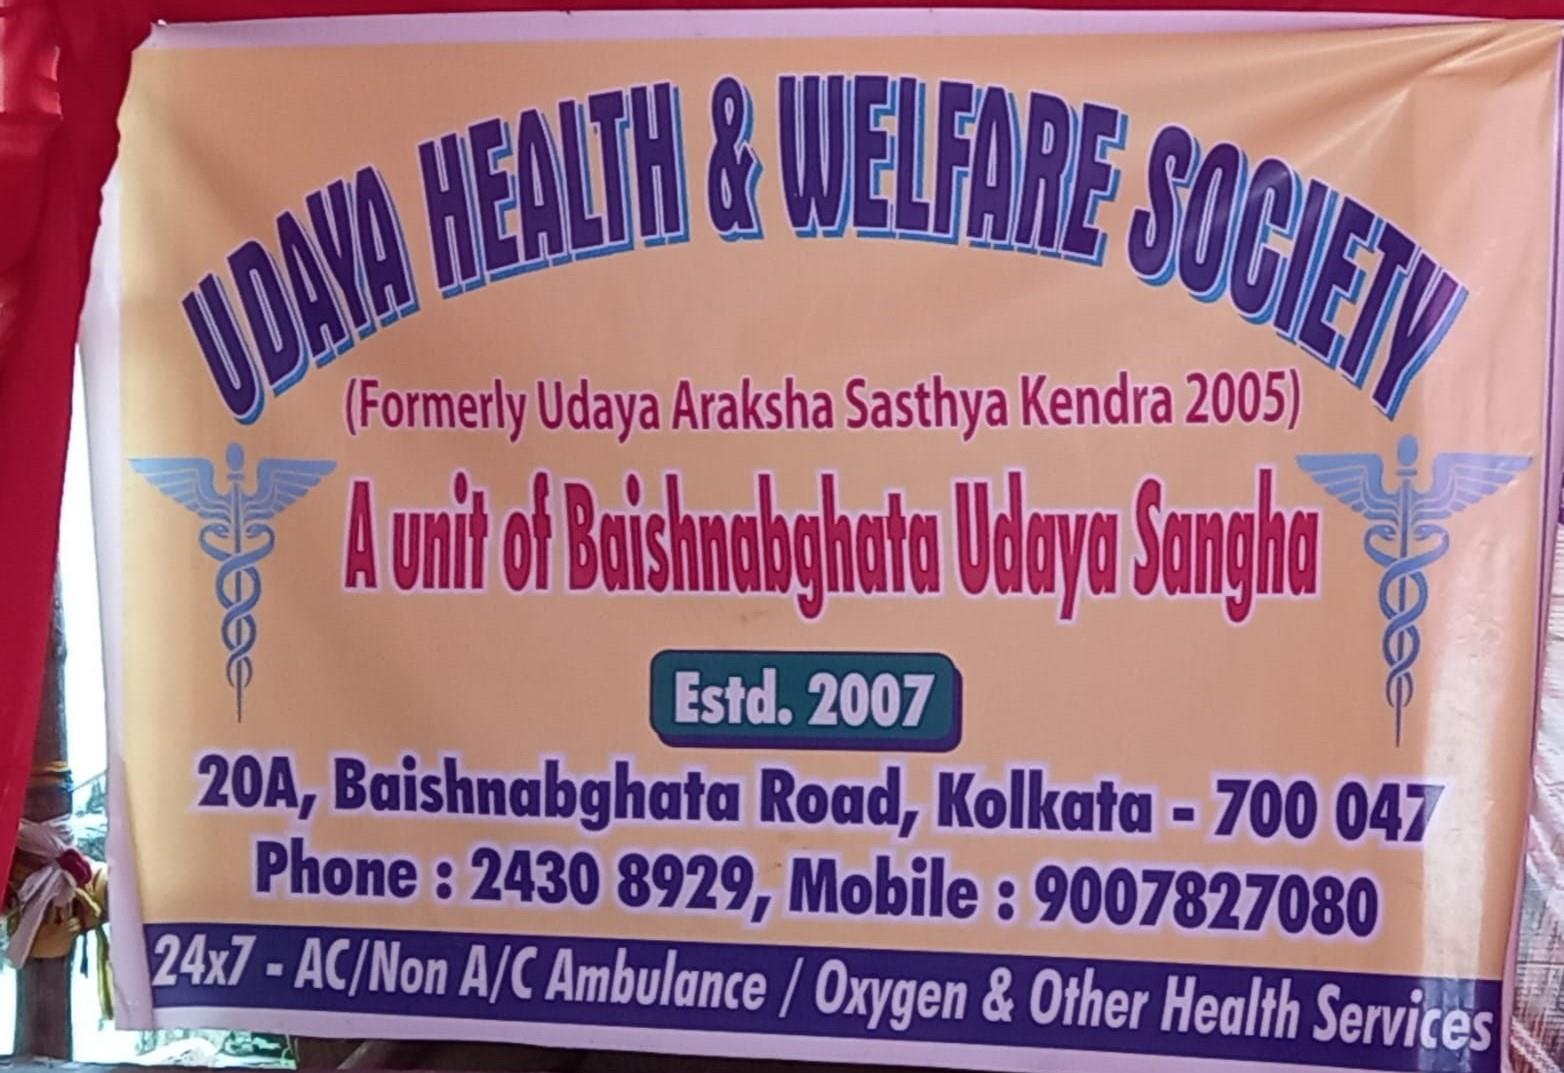 UDAYA HEALTH & WELFARE SOCIETY
(Formerly Udaya Araksha Sasthya Kendra 2005)
A unit of Baishnabghata Udaya Sangha
Estd. 2007
20A, Baishnabghata Road, Kolkata - 700 047
Phone : 2430 8929, Mobile : 9007827080
24x7 - AC/Non A/C Ambulance / Oxygen & Other Health Services